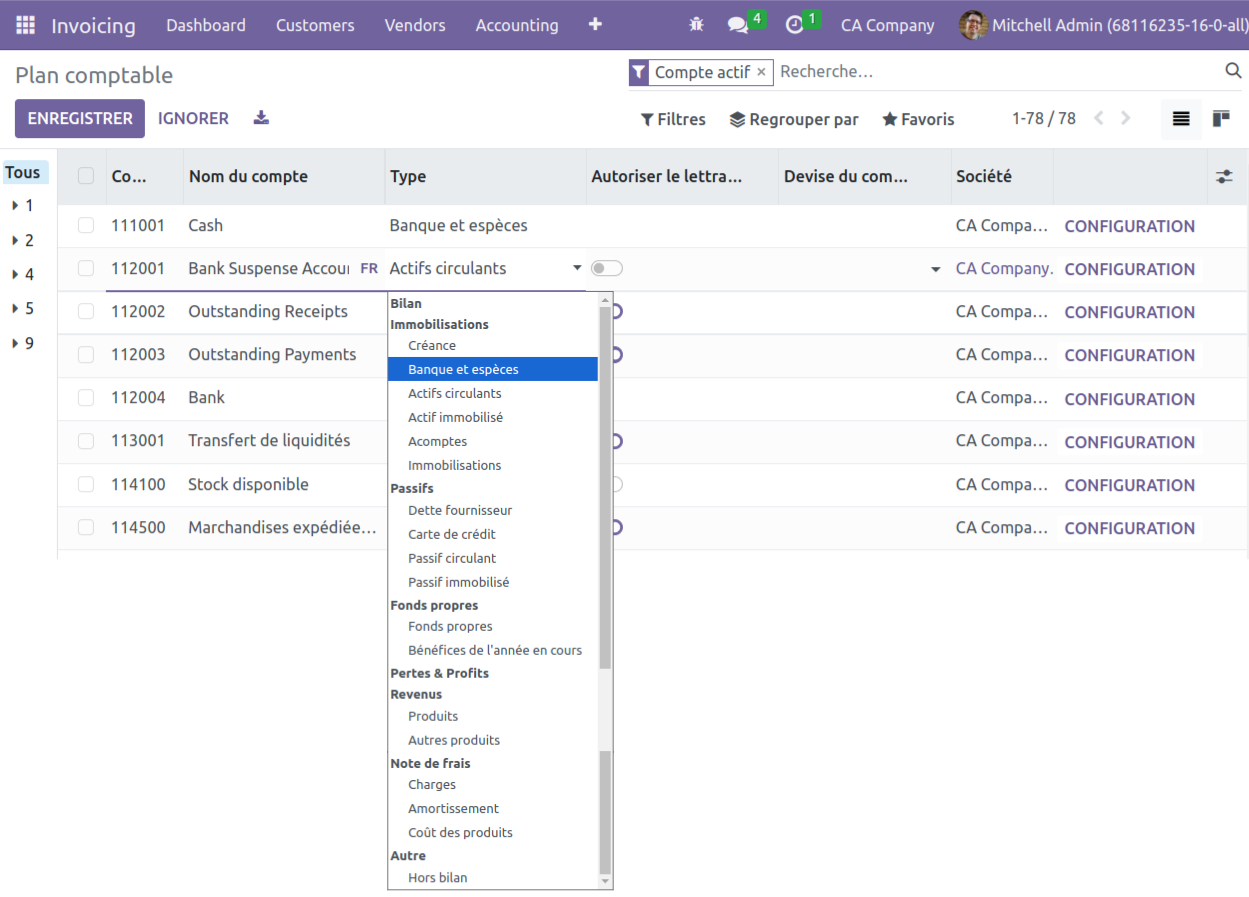 Invoicing Dashboard Customers Vendors Accounting + 4 1 CA Company Mitchell Admin (68116235-16-0-all)
Plan comptable Compte actif × Recherche...
ENREGISTRER IGNORER Filtres Regrouper par Favoris 1-78 / 78
Tous Co... Nom du compte Type Autoriser le lettra... Devise du com... Société
1 111001 Cash Banque et espèces CA Compa... CONFIGURATION
2
112001 Bank Suspense Accour FR Actifs circulants CA Company. CONFIGURATION
4
5 112002 Outstanding Receipts CA Compa... CONFIGURATION
9
112003 Outstanding Payments CA Compa... CONFIGURATION
112004 Bank CA Compa... CONFIGURATION
113001 Transfert de liquidités CA Compa... CONFIGURATION
114100 Stock disponible CA Compa... CONFIGURATION
114500 Marchandises expédiée... CA Compa... CONFIGURATION
Bilan
Immobilisations
Créance
Banque et espèces
Actifs circulants
Actif immobilisé
Acomptes
Immobilisations
Passifs
Dette fournisseur
Carte de crédit
Passif circulant
Passif immobilisé
Fonds propres
Fonds propres
Bénéfices de l'année en cours
Pertes & Profits
Revenus
Produits
Autres produits
Note de frais
Charges
Amortissement
Coût des produits
Autre
Hors bilan